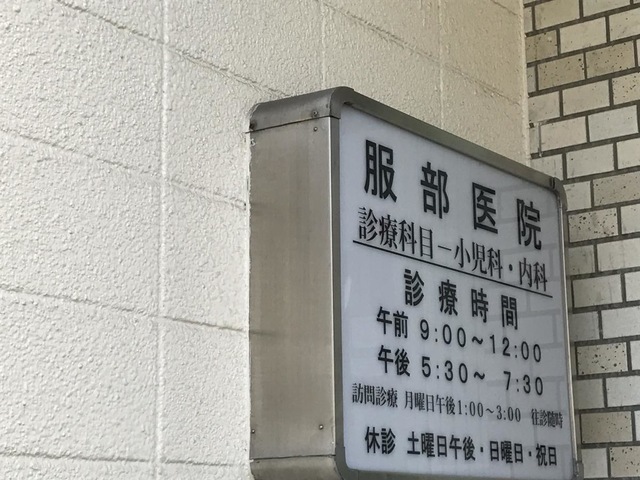 服部医院
診療科目－小児科・内科
診療時間
午前 9:00～12:00
午後 5:30～ 7:30
訪問診療 月曜日午後1:00～3:00 往診随時
休診 土曜日午後・日曜日・祝日